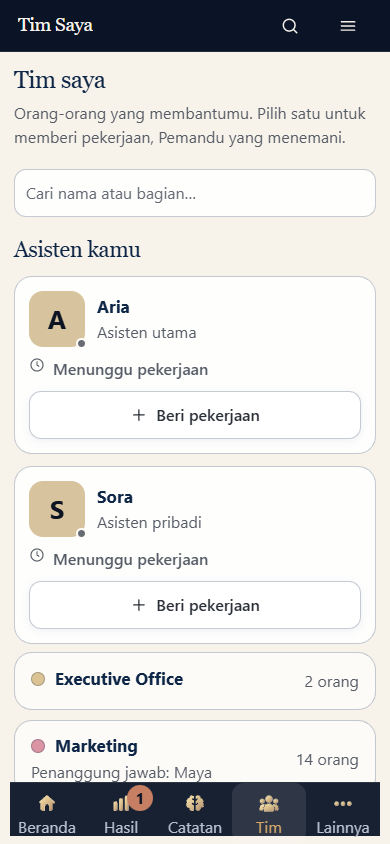 Tim Saya
Tim saya
Orang-orang yang membantumu. Pilih satu untuk
memberi pekerjaan, Pemandu yang menemani.
Cari nama atau bagian...
Asisten kamu
A
Aria
Asisten utama
Menunggu pekerjaan
+ Beri pekerjaan
S
Sora
Asisten pribadi
Menunggu pekerjaan
+ Beri pekerjaan
Executive Office
2 orang
Marketing
14 orang
Penanggung jawab: Maya
1
Beranda
Hasil
Catatan
Tim
Lainnya